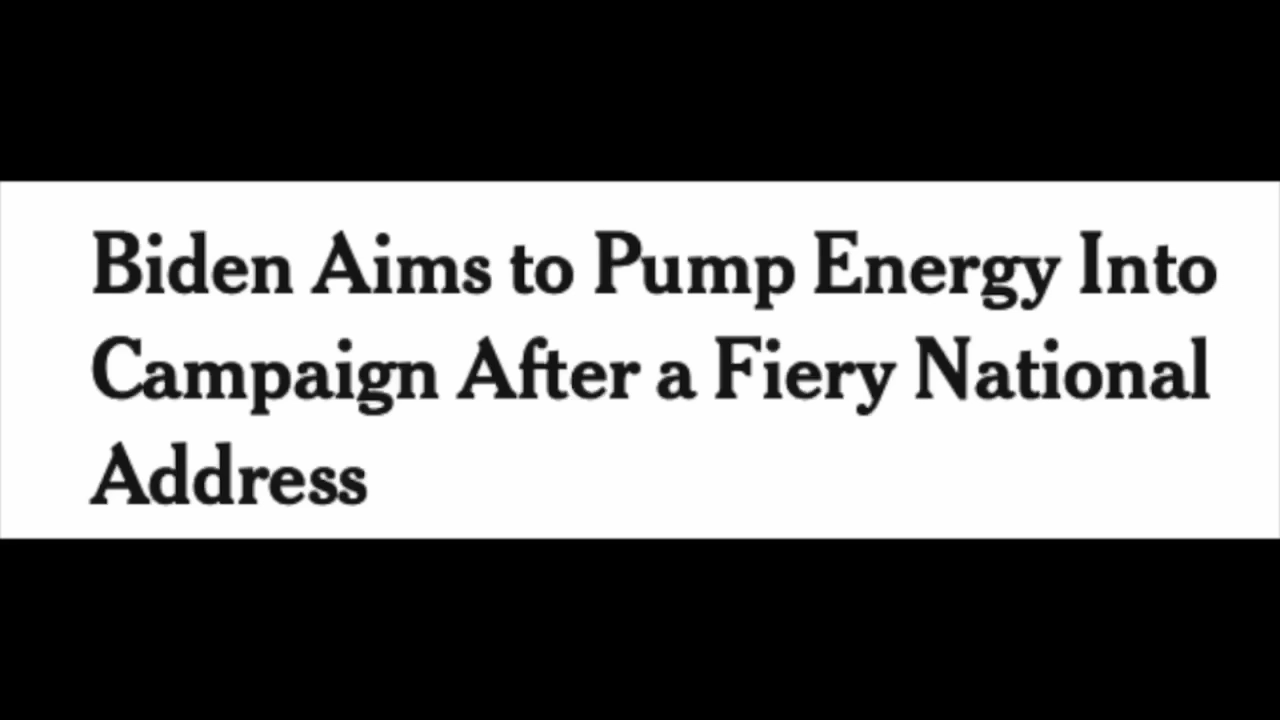 Biden Aims to Pump Energy Into
Campaign After a Fiery National
Address